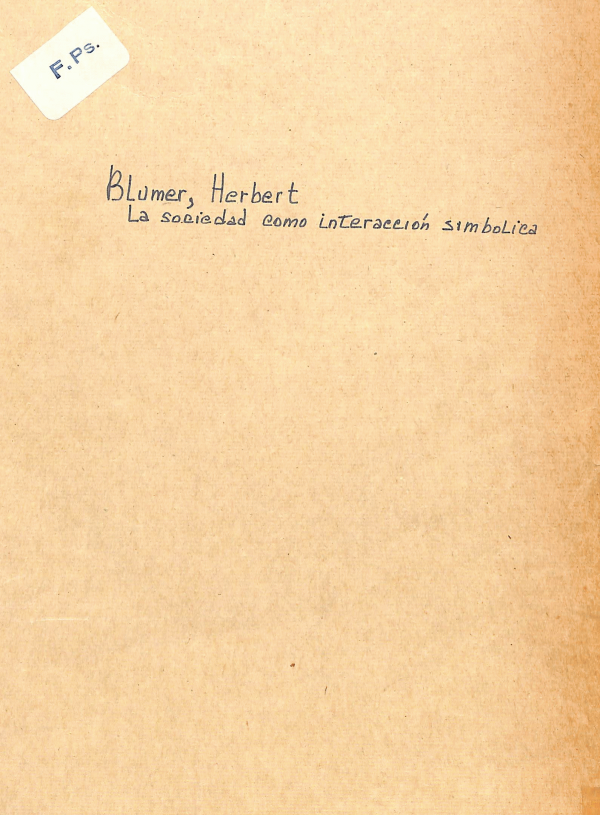 F.Ps.
Blumer, Herbert
La sociedad como interacción simbolica